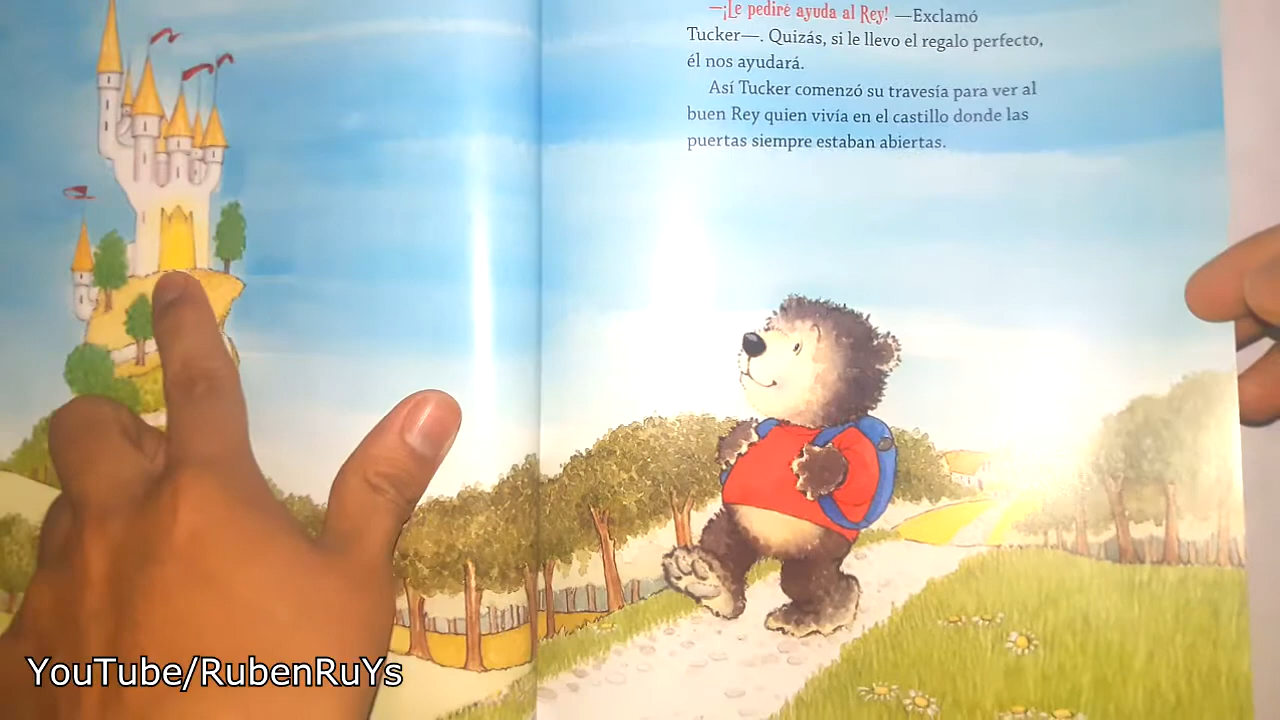 —¡Le pediré ayuda al Rey! —Exclamó
Tucker—. Quizás, si le llevo el regalo perfecto,
él nos ayudará.
Así Tucker comenzó su travesía para ver al
buen Rey quien vivía en el castillo donde las
puertas siempre estaban abiertas.
YouTube/RubenRuYs